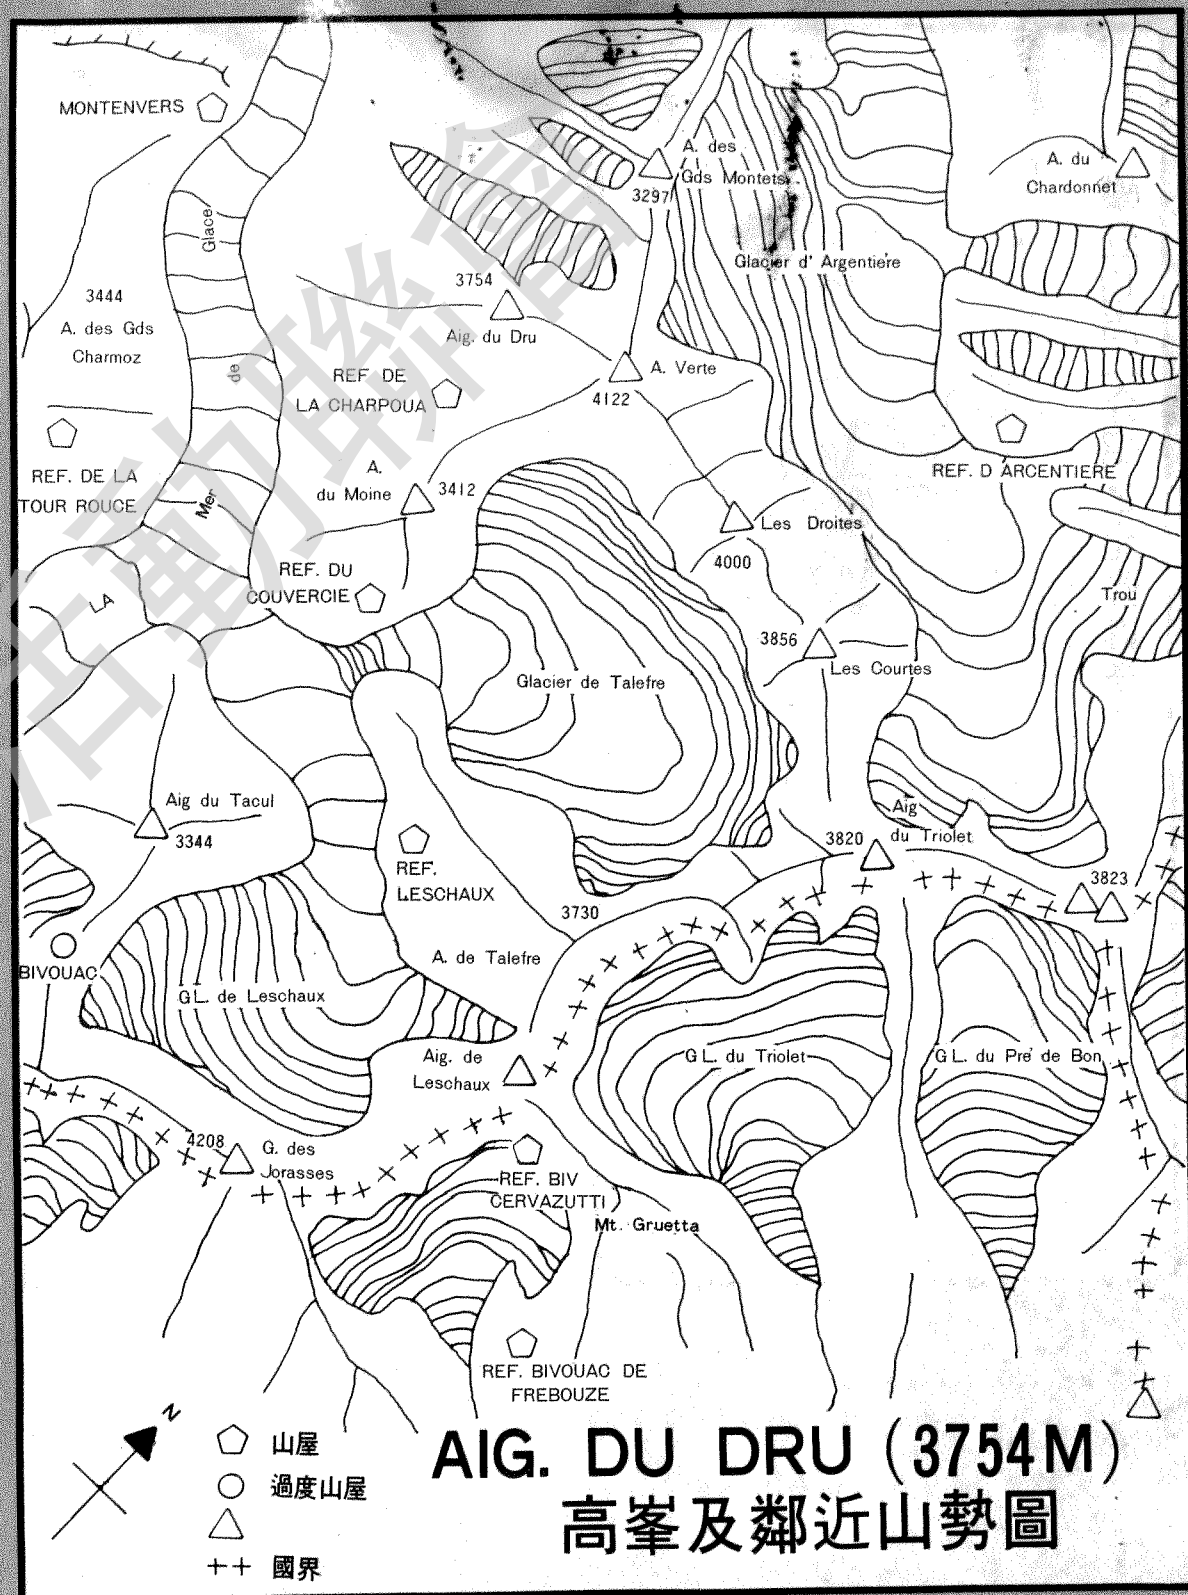 MONTENVERS
A. des
Gds Montets
3297
A. du
Chardonnet
Glace
Glacier d' Argentière
3754
Aig. du Dru
3444
A. des Gds
Charmoz
de
REF DE
LA CHARPOUA
A. Verte
4122
REF. DE LA
TOUR ROUCE
A.
du Moine
3412
Mer
REF. D ARCENTIERE
Les Droites
4000
REF. DU
COUVERCIE
LA
Trou
3856
Les Courtes
Glacier de Talefre
Aig du Tacul
3344
Aig
du Triolet
3820
REF.
LESCHAUX
3823
3730
A. de Talefre
BIVOUAC
GL. de Leschaux
Aig. de
Leschaux
GL. du Triolet
GL. du Pre' de Bon
4208
G. des
Jorasses
REF. BIV
CERVAZUTTI
Mt. Gruetta
REF. BIVOUAC DE
FREBOUZE
N
山屋
過度山屋
國界
AIG. DU DRU (3754M)
高峯及鄰近山勢圖
活動聯會